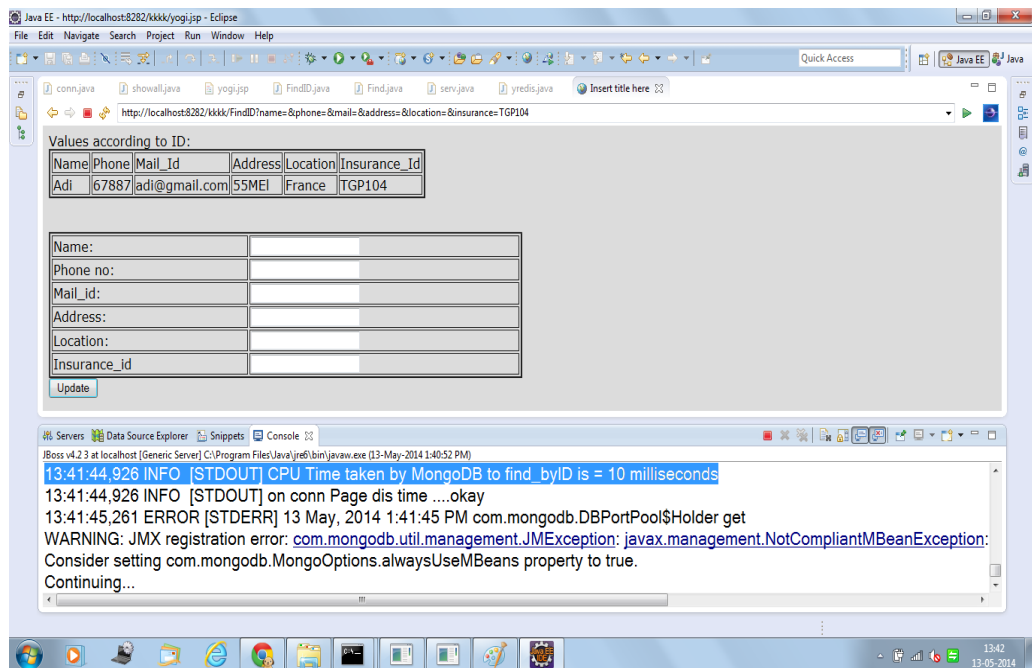 Java EE - http://localhost:8282/kkkk/yogi.jsp - Eclipse
File Edit Navigate Search Project Run Window Help
Quick Access
Java EE
Java
conn.java
showall.java
yogi.jsp
FindID.java
Find.java
serv.java
yredis.java
Insert title here
http://localhost:8282/kkkk/FindID?name=&phone=&mail=&address=&location=&insurance=TGP104
Values according to ID:
Name Phone Mail_Id Address Location Insurance_Id
Adi 67887 adi@gmail.com 55MEl France TGP104
Name:
Phone no:
Mail_id:
Address:
Location:
Insurance_id
Update
Servers Data Source Explorer Snippets Console
JBoss v4.2 3 at localhost [Generic Server] C:\Program Files\Java\jre6\bin\javaw.exe (13-May-2014 1:40:52 PM)
13:41:44,926 INFO [STDOUT] CPU Time taken by MongoDB to find_byID is = 10 milliseconds
13:41:44,926 INFO [STDOUT] on conn Page dis time ....okay
13:41:45,261 ERROR [STDERR] 13 May, 2014 1:41:45 PM com.mongodb.DBPortPool$Holder get
WARNING: JMX registration error: com.mongodb.util.management.JMException: javax.management.NotCompliantMBeanException:
Consider setting com.mongodb.MongoOptions.alwaysUseMBeans property to true.
Continuing...
13:42
13-05-2014